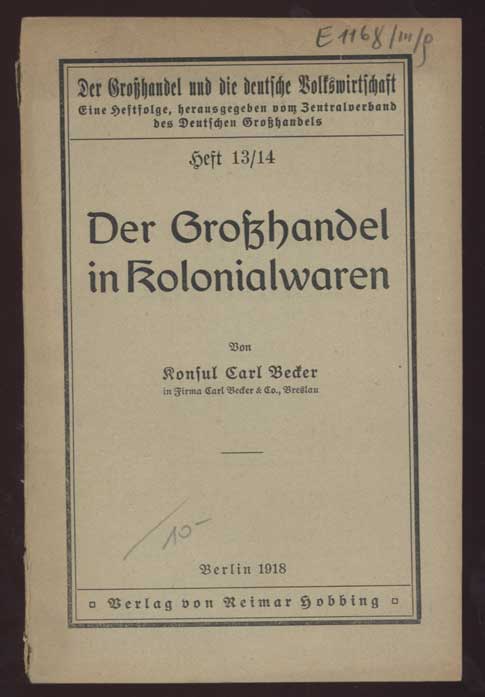 E 1168/III/9
Der Großhandel und die deutsche Volkswirtschaft
Eine Heftfolge, herausgegeben vom Zentralverband
des Deutschen Großhandels
Heft 13/14
Der Großhandel
in Kolonialwaren
Von
Konsul Carl Becker
in Firma Carl Becker & Co., Breslau
10-
Berlin 1918
Verlag von Reimar Hobbing